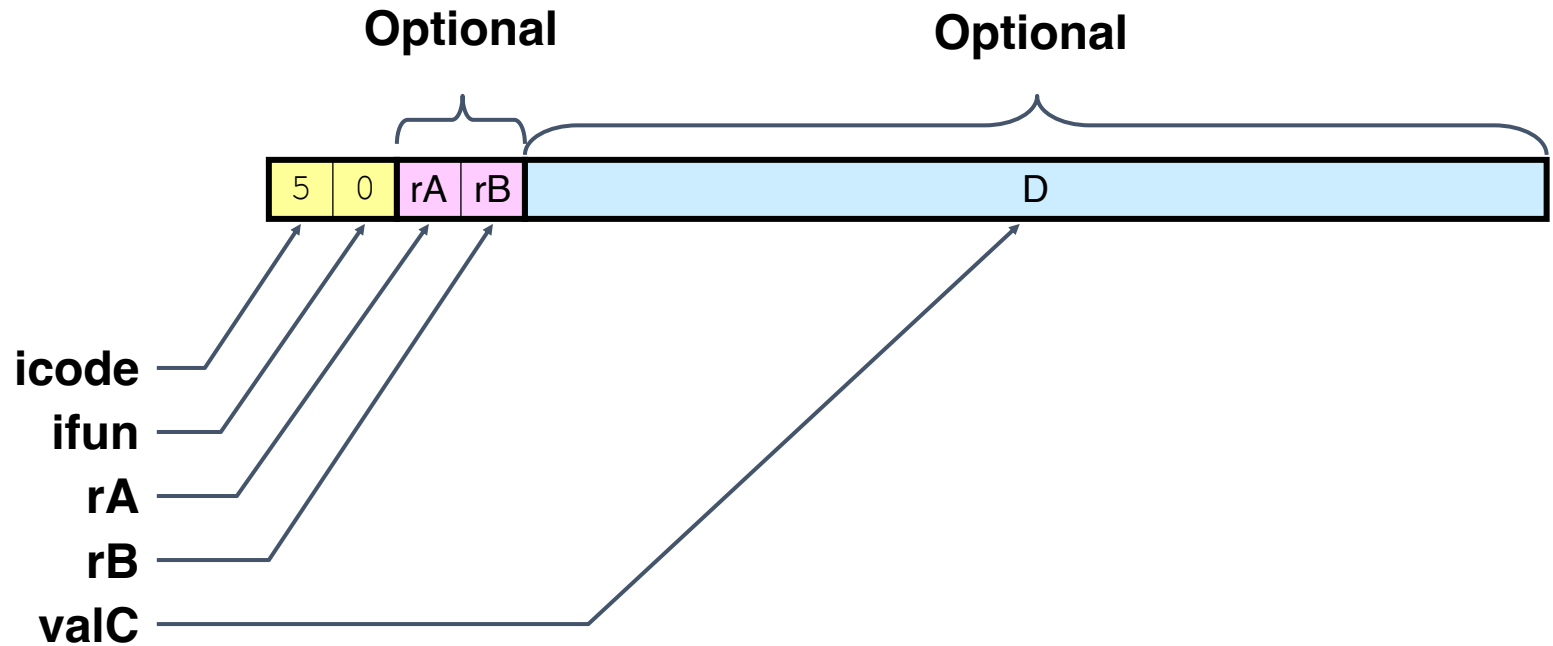 Optional Optional
5 0 rA rB D
icode
ifun
rA
rB
valC